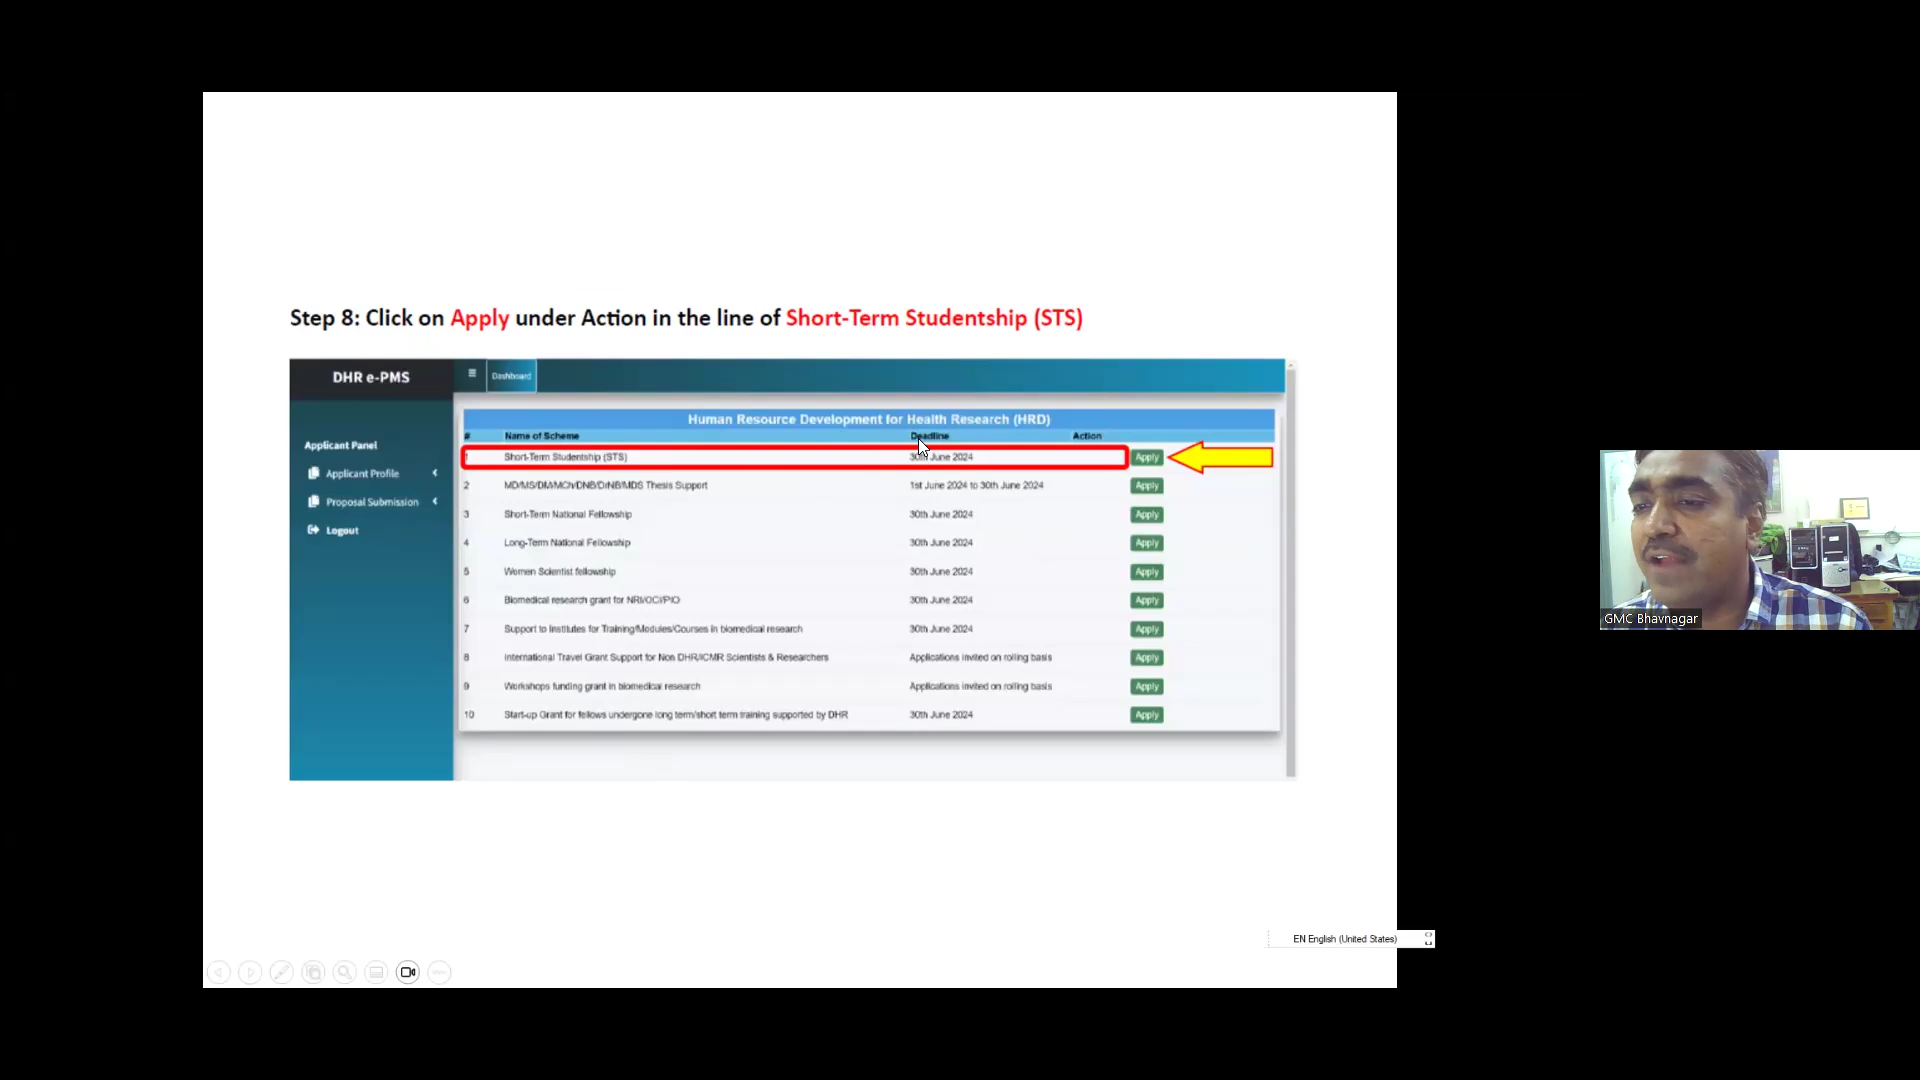 Step 8: Click on Apply under Action in the line of Short-Term Studentship (STS)
DHR e-PMS
Dashboard
Applicant Panel
Applicant Profile
Proposal Submission
Logout
Human Resource Development for Health Research (HRD)
# Name of Scheme Deadline Action
1 Short-Term Studentship (STS) 30th June 2024 Apply
2 MD/MS/DM/MCh/DNB/DrNB/MDS Thesis Support 1st June 2024 to 30th June 2024 Apply
3 Short-Term National Fellowship 30th June 2024 Apply
4 Long-Term National Fellowship 30th June 2024 Apply
5 Women Scientist fellowship 30th June 2024 Apply
6 Biomedical research grant for NRI/OCI/PIO 30th June 2024 Apply
7 Support to Institutes for Training/Modules/Courses in biomedical research 30th June 2024 Apply
8 International Travel Grant Support for Non DHR/ICMR Scientists & Researchers Applications invited on rolling basis Apply
9 Workshops funding grant in biomedical research Applications invited on rolling basis Apply
10 Start-up Grant for fellows undergone long term/short term training supported by DHR 30th June 2024 Apply
GMC Bhavnagar
EN English (United States)